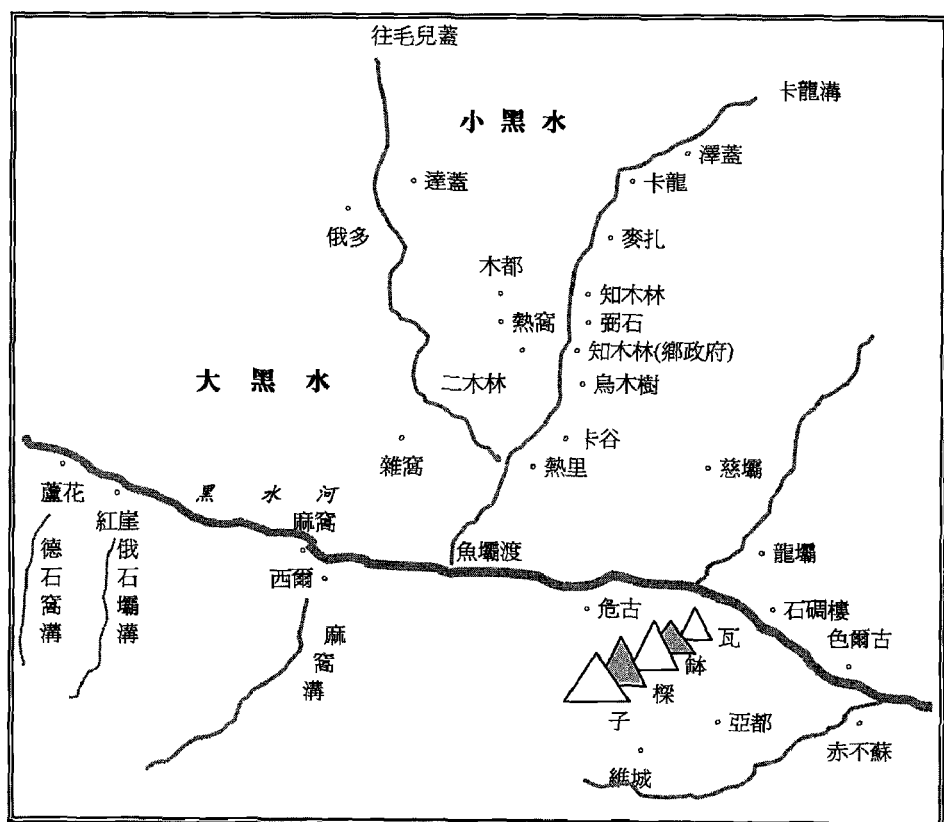 往毛兒蓋
卡龍溝
小黑水
澤蓋
達蓋
卡龍
俄多
麥扎
木都
知木林
熱窩
弼石
知木林(鄉政府)
大黑水
二木林
烏木樹
卡谷
雜窩
熱里
慈壩
蘆花
黑水河
紅崖
麻窩
魚壩渡
龍壩
德石窩溝
俄石壩溝
西爾
危古
石碉樓
麻窩溝
瓦
色爾古
鉢
樑
子
亞都
維城
赤不蘇